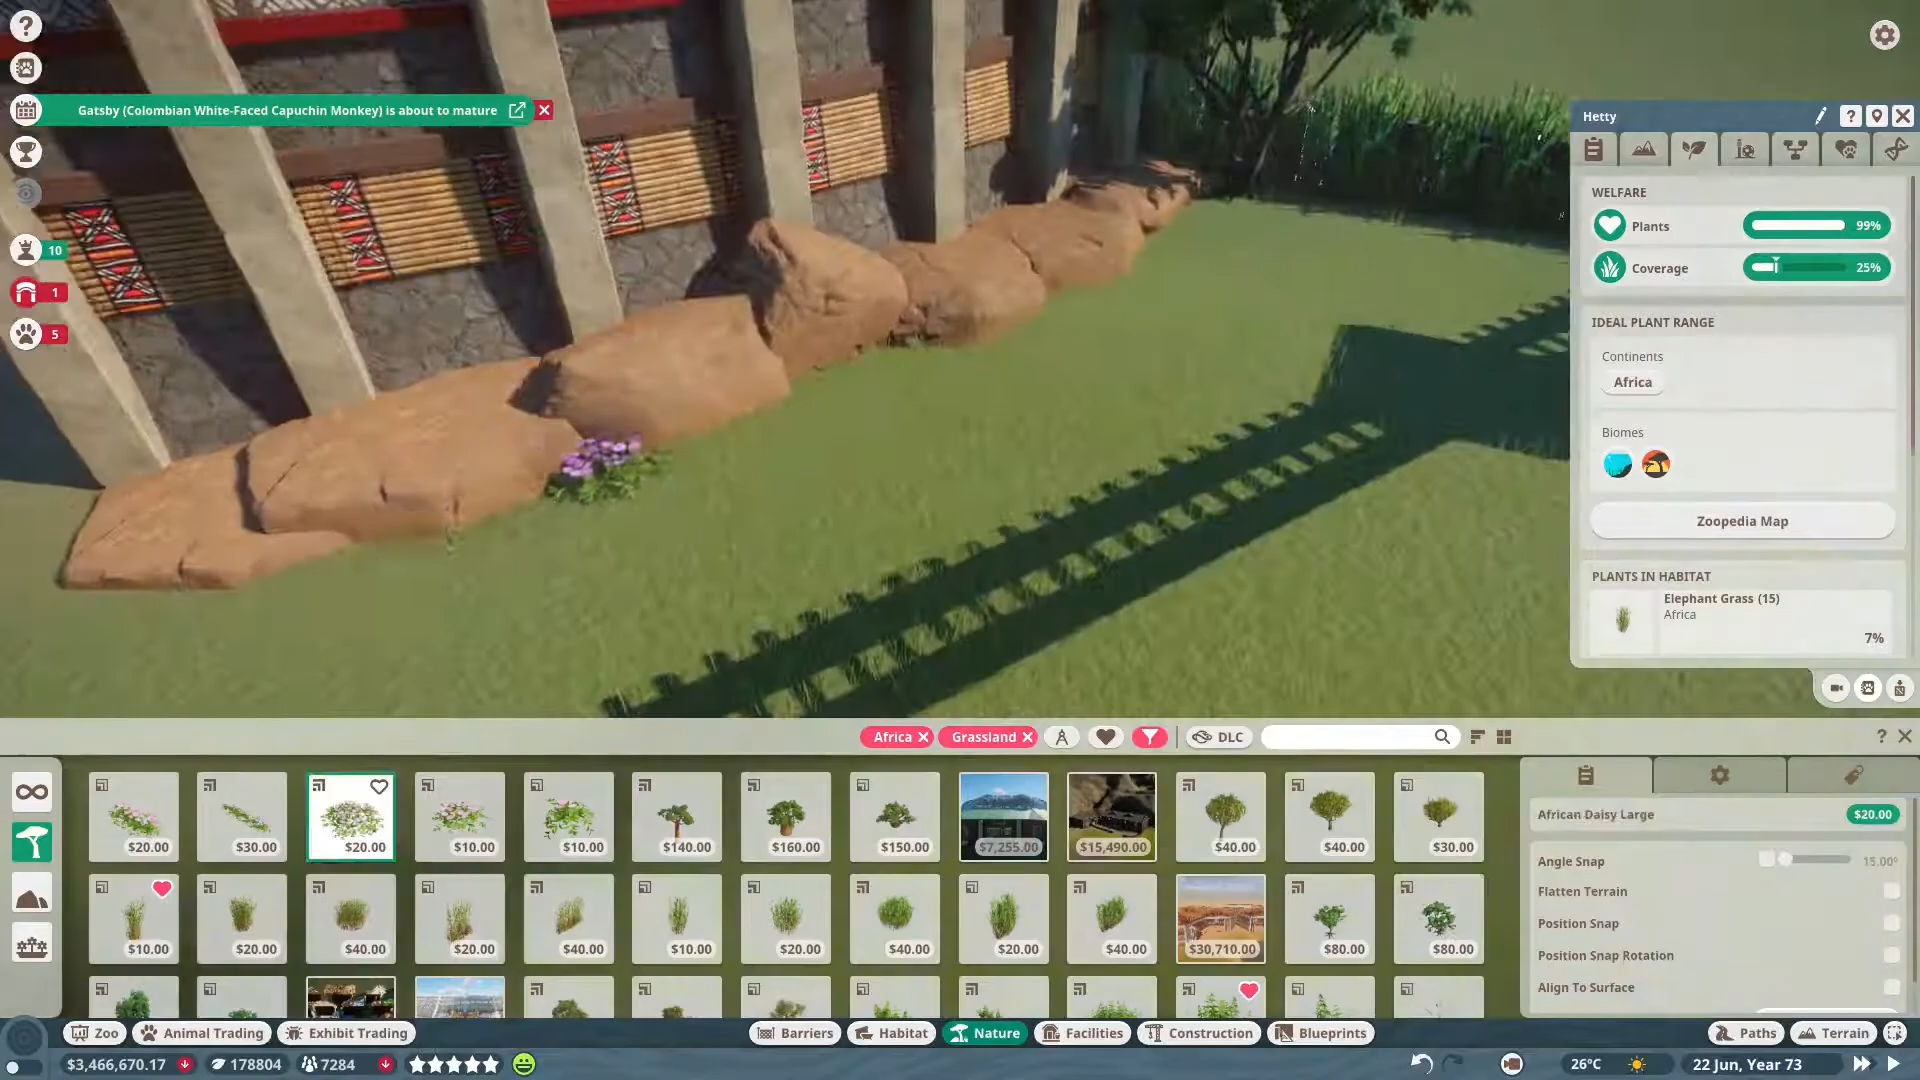 ?
Gatsby (Colombian White-Faced Capuchin Monkey) is about to mature
10
1
5
Hetty
?
WELFARE
Plants
99%
Coverage
25%
IDEAL PLANT RANGE
Continents
Africa
Biomes
Zoopedia Map
PLANTS IN HABITAT
Elephant Grass (15)
Africa
7%
Africa
Grassland
DLC
?
$20.00
$30.00
$20.00
$10.00
$10.00
$140.00
$160.00
$150.00
$7,255.00
$15,490.00
$40.00
$40.00
$30.00
$10.00
$20.00
$40.00
$20.00
$40.00
$10.00
$20.00
$40.00
$20.00
$40.00
$30,710.00
$80.00
$80.00
African Daisy Large
$20.00
Angle Snap
15.00°
Flatten Terrain
Position Snap
Position Snap Rotation
Align To Surface
Zoo
Animal Trading
Exhibit Trading
Barriers
Habitat
Nature
Facilities
Construction
Blueprints
Paths
Terrain
$3,466,670.17
178804
7284
26°C
22 Jun, Year 73